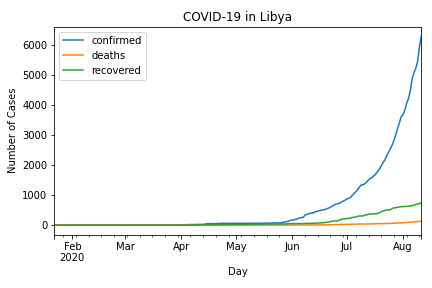 COVID-19 in Libya
confirmed
deaths
recovered
Number of Cases
6000
5000
4000
3000
2000
1000
0
Feb Mar Apr May Jun Jul Aug
2020
Day